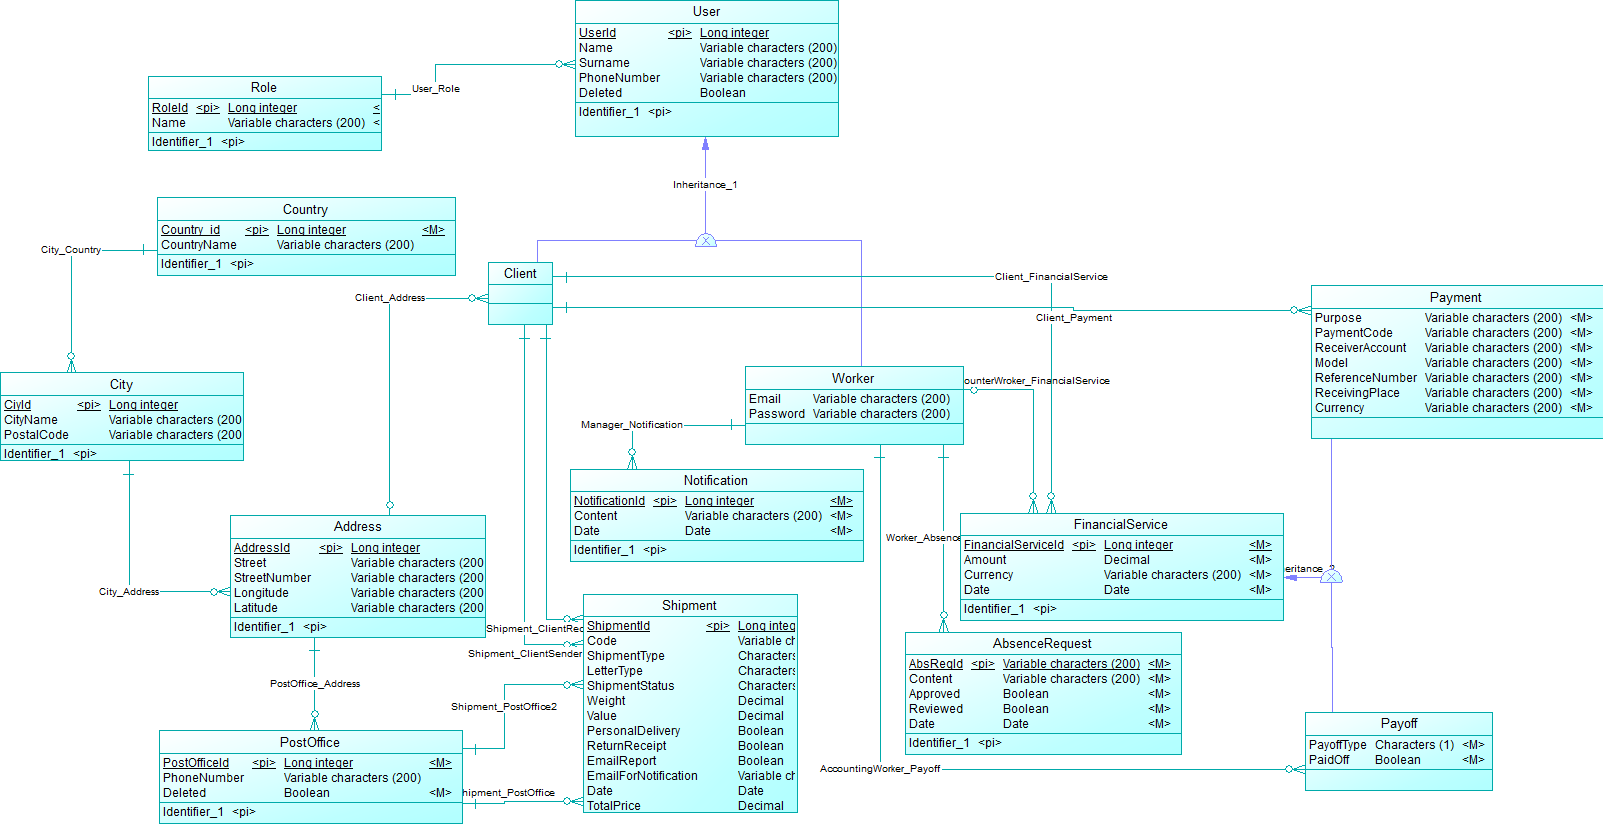 User
UserId <pi> Long integer
Name Variable characters (200)
Surname Variable characters (200)
PhoneNumber Variable characters (200)
Deleted Boolean
Identifier_1 <pi>
User_Role
Role
RoleId <pi> Long integer <
Name Variable characters (200) <
Identifier_1 <pi>
Inheritance_1
Country
Country_id <pi> Long integer <M>
CountryName Variable characters (200)
Identifier_1 <pi>
City_Country
Client
Client_Address
Client_FinancialService
Client_Payment
Payment
Purpose Variable characters (200) <M>
PaymentCode Variable characters (200) <M>
ReceiverAccount Variable characters (200) <M>
Model Variable characters (200) <M>
ReferenceNumber Variable characters (200) <M>
ReceivingPlace Variable characters (200) <M>
Currency Variable characters (200) <M>
City
CiyId <pi> Long integer
CityName Variable characters (200
PostalCode Variable characters (200
Identifier_1 <pi>
Worker
Email Variable characters (200)
Password Variable characters (200)
ounterWroker_FinancialService
Manager_Notification
Notification
NotificationId <pi> Long integer <M>
Content Variable characters (200) <M>
Date Date <M>
Identifier_1 <pi>
Address
AddressId <pi> Long integer
Street Variable characters (200
StreetNumber Variable characters (200
Longitude Variable characters (200
Latitude Variable characters (200
Identifier_1 <pi>
City_Address
Worker_Absence
FinancialService
FinancialServiceId <pi> Long integer <M>
Amount Decimal <M>
Currency Variable characters (200) <M>
Date Date <M>
Identifier_1 <pi>
eritance_
Shipment
ShipmentId <pi> Long integ
Code Variable ch
ShipmentType Characters
LetterType Characters
ShipmentStatus Characters
Weight Decimal
Value Decimal
PersonalDelivery Boolean
ReturnReceipt Boolean
EmailReport Boolean
EmailForNotification Variable ch
Date Date
TotalPrice Decimal
Shipment_ClientRec
Shipment_ClientSender
Shipment_PostOffice2
hipment_PostOffice
AbsenceRequest
AbsReqId <pi> Variable characters (200) <M>
Content Variable characters (200) <M>
Approved Boolean <M>
Reviewed Boolean <M>
Date Date <M>
Identifier_1 <pi>
PostOffice_Address
PostOffice
PostOfficeId <pi> Long integer <M>
PhoneNumber Variable characters (200)
Deleted Boolean <M>
Identifier_1 <pi>
AccountingWorker_Payoff
Payoff
PayoffType Characters (1) <M>
PaidOff Boolean <M>